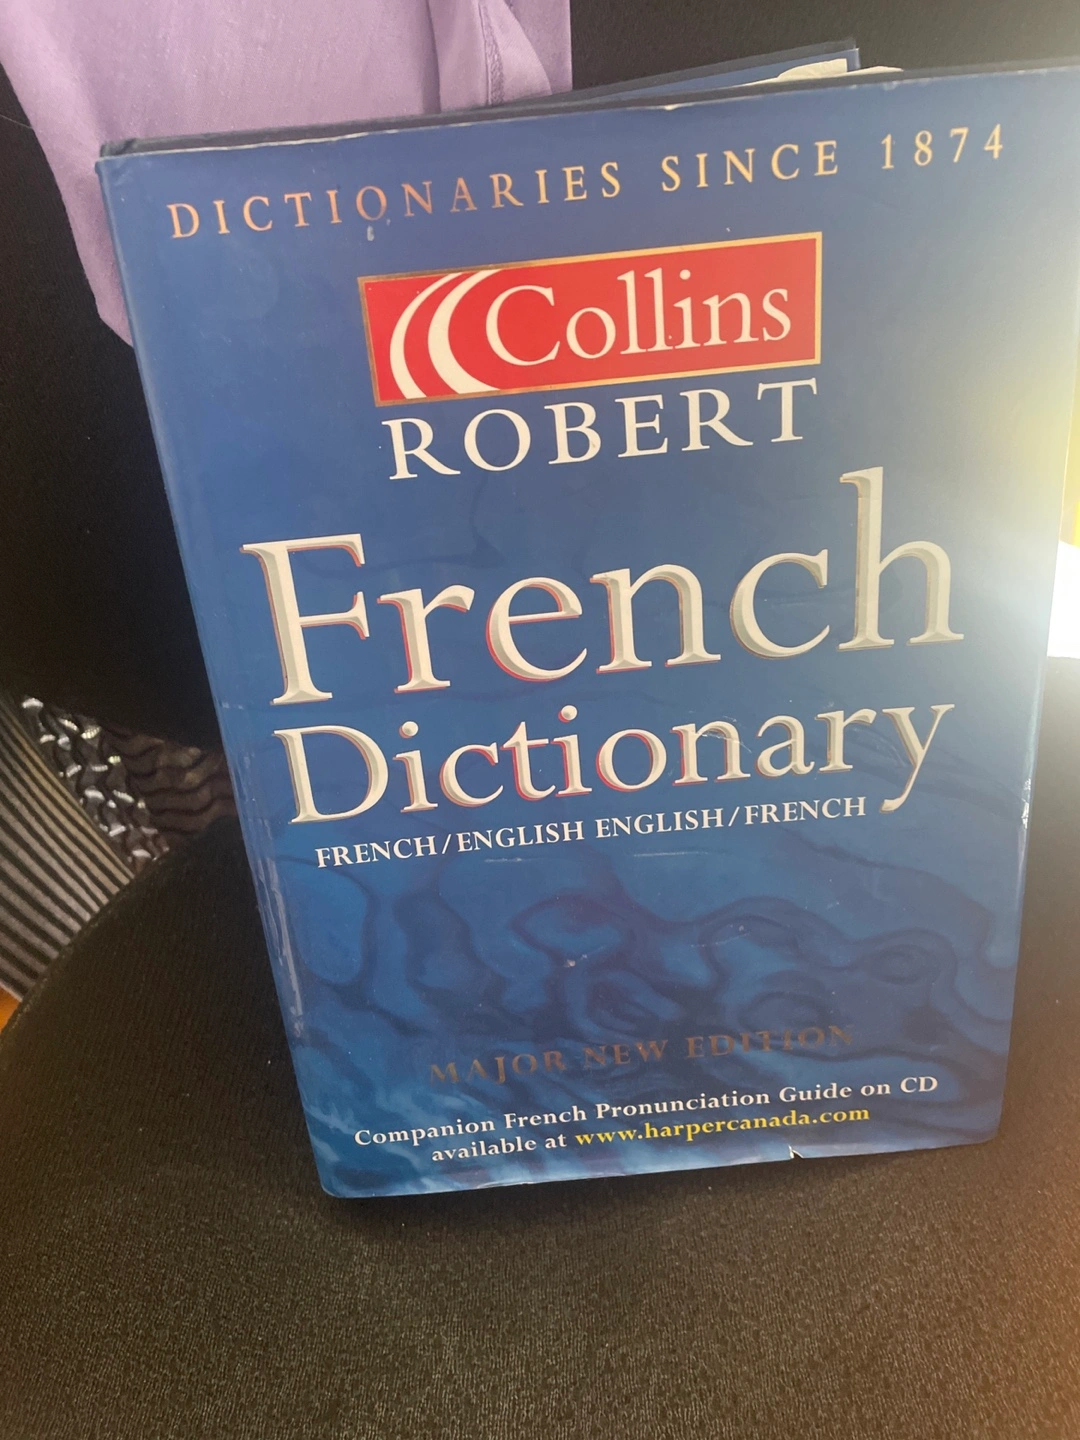 DICTIONARIES SINCE 1874
Collins
ROBERT
French
Dictionary
FRENCH/ENGLISH ENGLISH/FRENCH
MAJOR NEW EDITION
Companion French Pronunciation Guide on CD
available at www.harpercanada.com